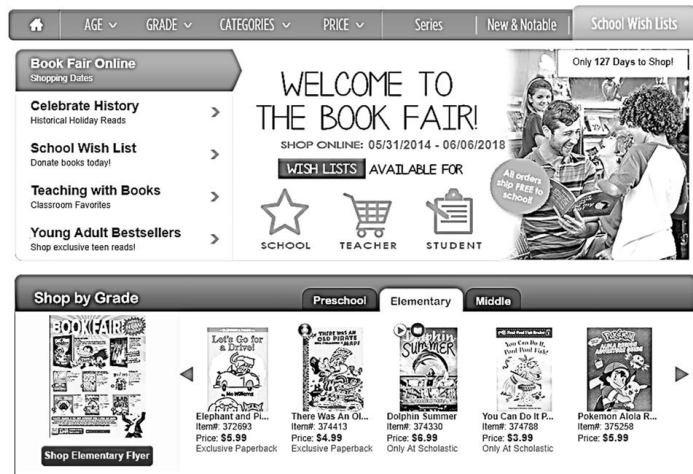 AGE
GRADE
CATEGORIES
PRICE
Series
New & Notable
School Wish Lists
Book Fair Online
Shopping Dates
Celebrate History
Historical Holiday Reads
School Wish List
Donate books today!
Teaching with Books
Classroom Favorites
Young Adult Bestsellers
Shop exclusive teen reads!
WELCOME TO
THE BOOK FAIR!
SHOP ONLINE: 05/31/2014 - 06/06/2018
WISH LISTS AVAILABLE FOR
SCHOOL
TEACHER
STUDENT
Only 127 Days to Shop!
All orders
ship FREE to
school!
Shop by Grade
Preschool
Elementary
Middle
BOOK FAIR!
Shop Elementary Flyer
Let's Go for
a Drive!
Mo Willems
Elephant and Pi...
Item#: 372693
Price: $5.99
Exclusive Paperback
THERE WAS AN
OLD PIRATE
There Was An Ol...
Item#: 374413
Price: $4.99
Exclusive Paperback
Dolphin
SUMMER
Dolphin Summer
Item#: 374330
Price: $6.99
Only At Scholastic
You Can Do It,
Pout-Pout Fish!
You Can Do It P...
Item#: 374788
Price: $3.99
Only At Scholastic
POKEMON
ALOLA REGION
Pokemon Alola R...
Item#: 375258
Price: $5.99